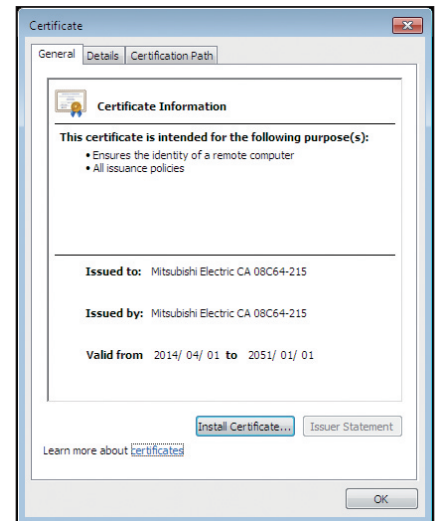 Certificate
General Details Certification Path
Certificate Information
This certificate is intended for the following purpose(s):
• Ensures the identity of a remote computer
• All issuance policies
Issued to: Mitsubishi Electric CA 08C64-215
Issued by: Mitsubishi Electric CA 08C64-215
Valid from 2014/ 04/ 01 to 2051/ 01/ 01
Install Certificate... Issuer Statement
Learn more about certificates
OK